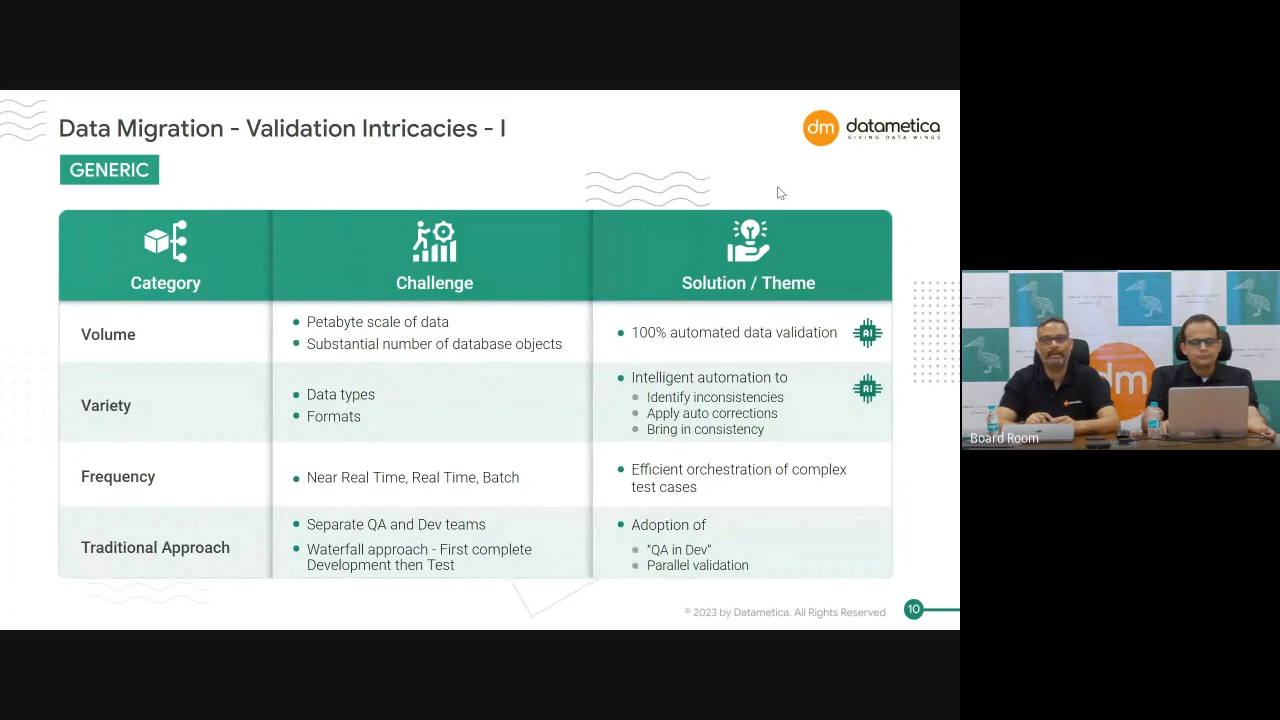 Data Migration - Validation Intricacies - I
dm datametica
GIVING DATA WINGS
GENERIC
Category
Challenge
Solution / Theme
Volume
Petabyte scale of data
Substantial number of database objects
100% automated data validation
AI
Variety
Data types
Formats
Intelligent automation to
Identify inconsistencies
Apply auto corrections
Bring in consistency
AI
Frequency
Near Real Time, Real Time, Batch
Efficient orchestration of complex
test cases
Traditional Approach
Separate QA and Dev teams
Waterfall approach - First complete
Development then Test
Adoption of
“QA in Dev”
Parallel validation
© 2023 by Datametica. All Rights Reserved
10
dm
Board Room